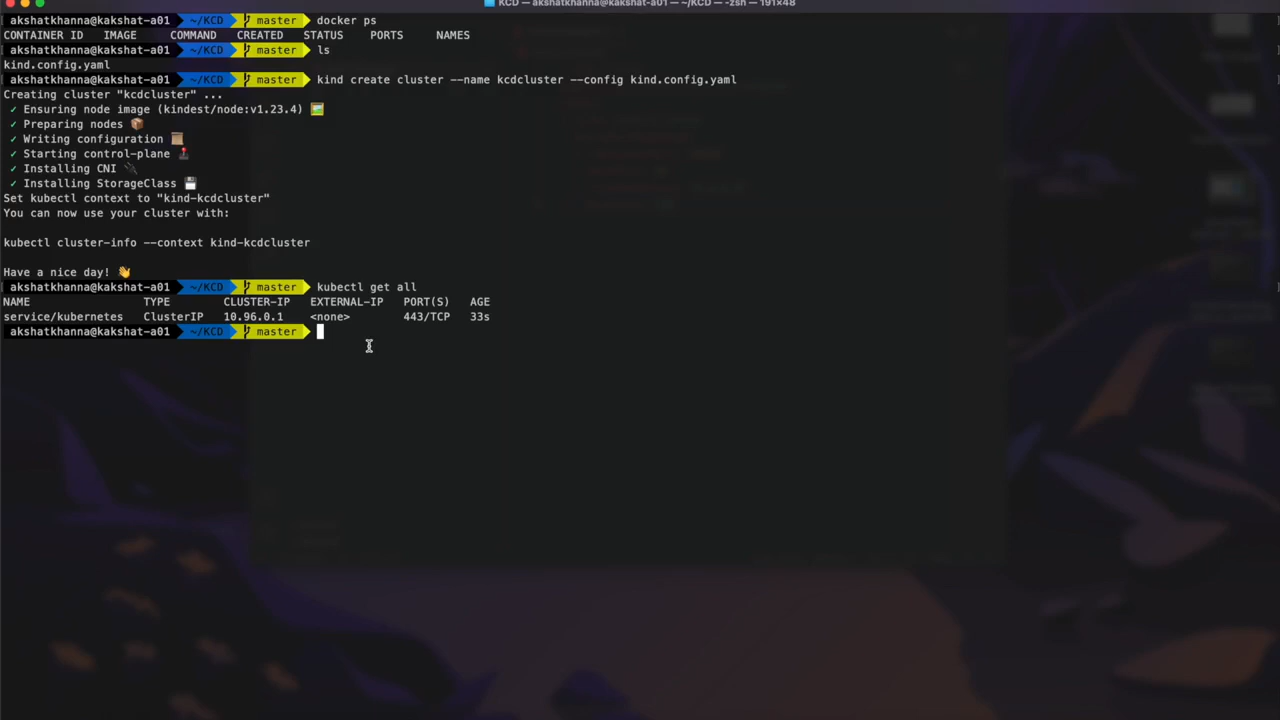 KCD — akshatkhanna@kakshat-a01 — ~/KCD — -zsh — 191×48
akshatkhanna@kakshat-a01 ~/KCD master docker ps
CONTAINER ID   IMAGE     COMMAND   CREATED   STATUS    PORTS     NAMES
akshatkhanna@kakshat-a01 ~/KCD master ls
kind.config.yaml
akshatkhanna@kakshat-a01 ~/KCD master kind create cluster --name kcdcluster --config kind.config.yaml
Creating cluster "kcdcluster" ...
✓ Ensuring node image (kindest/node:v1.23.4) 🖼
✓ Preparing nodes 📦
✓ Writing configuration 📜
✓ Starting control-plane 🕹
✓ Installing CNI 🔌
✓ Installing StorageClass 💾
Set kubectl context to "kind-kcdcluster"
You can now use your cluster with:
kubectl cluster-info --context kind-kcdcluster
Have a nice day! 👋
akshatkhanna@kakshat-a01 ~/KCD master kubectl get all
NAME                 TYPE        CLUSTER-IP   EXTERNAL-IP   PORT(S)   AGE
service/kubernetes   ClusterIP   10.96.0.1    <none>        443/TCP   33s
akshatkhanna@kakshat-a01 ~/KCD master